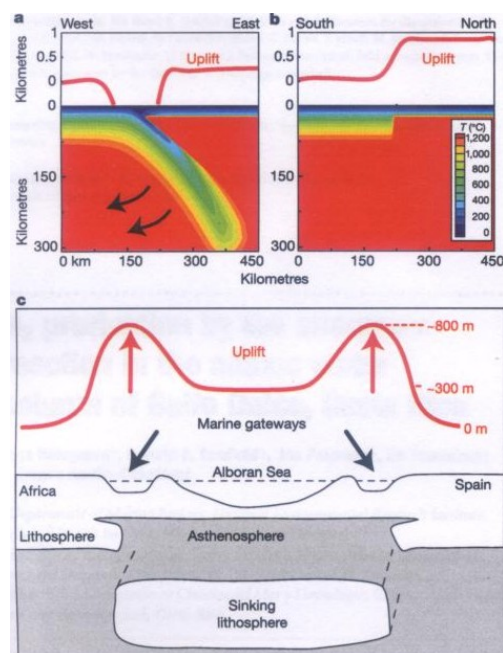 a West East
b South North
Kilometres
1
0.5
0
Uplift
1
0.5
0
Uplift
Kilometres
150
300
0 km 150 300 450
150
300
0 150 300 450
T (°C)
1,200
1,000
800
600
400
200
0
Kilometres
c
Uplift
~800 m
~300 m
0 m
Marine gateways
Alboran Sea
Africa
Spain
Lithosphere
Asthenosphere
Sinking
lithosphere